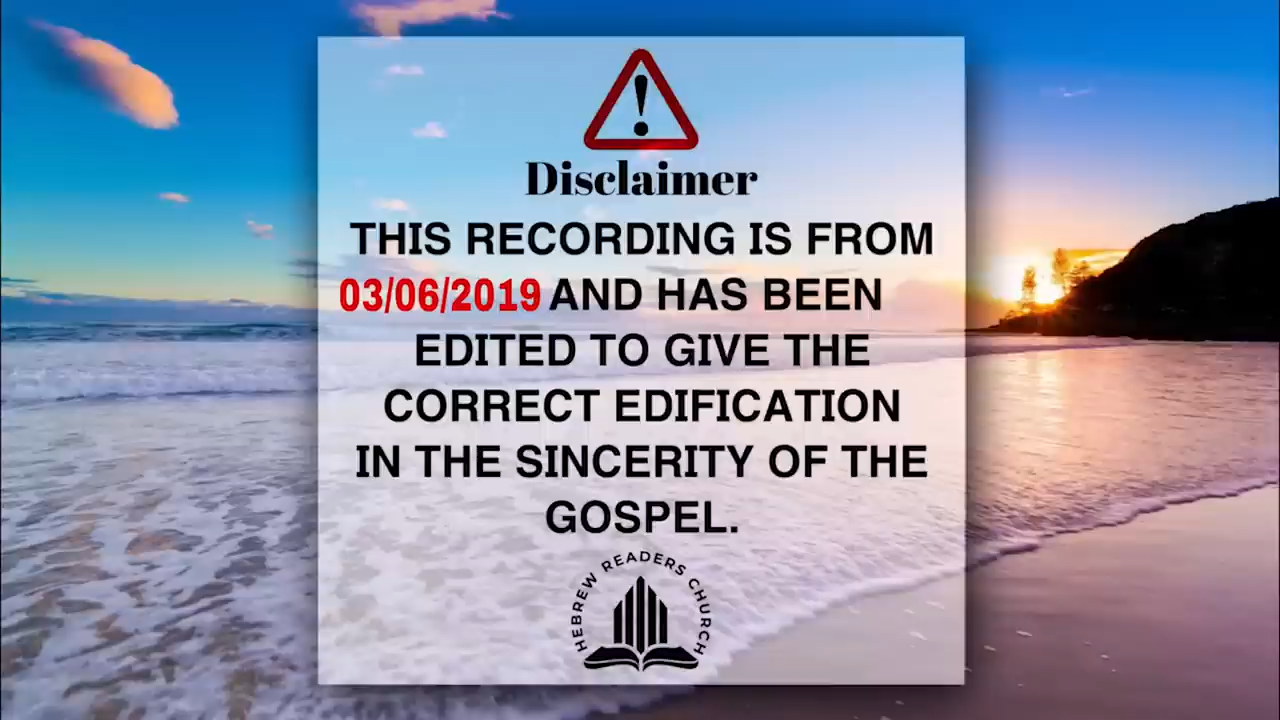 Disclaimer
THIS RECORDING IS FROM
03/06/2019 AND HAS BEEN
EDITED TO GIVE THE
CORRECT EDIFICATION
IN THE SINCERITY OF THE
GOSPEL.
HEBREW READERS CHURCH